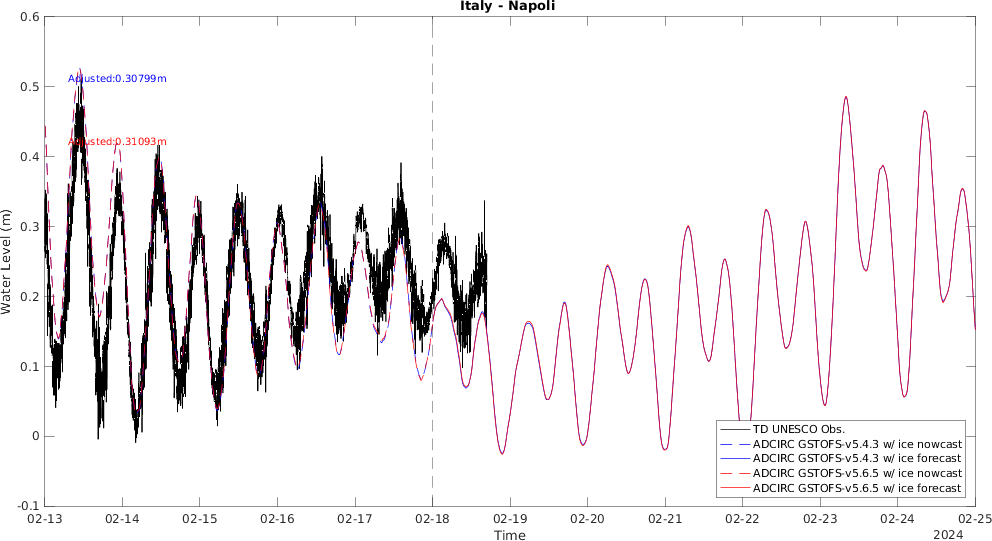 Italy - Napoli
0.6
0.5
0.4
0.3
0.2
0.1
0
-0.1
Water Level (m)
Adjusted:0.30799m
Adjusted:0.31093m
TD UNESCO Obs.
ADCIRC GSTOFS-v5.4.3 w/ ice nowcast
ADCIRC GSTOFS-v5.4.3 w/ ice forecast
ADCIRC GSTOFS-v5.6.5 w/ ice nowcast
ADCIRC GSTOFS-v5.6.5 w/ ice forecast
02-13 02-14 02-15 02-16 02-17 02-18 02-19 02-20 02-21 02-22 02-23 02-24 02-25
Time
2024